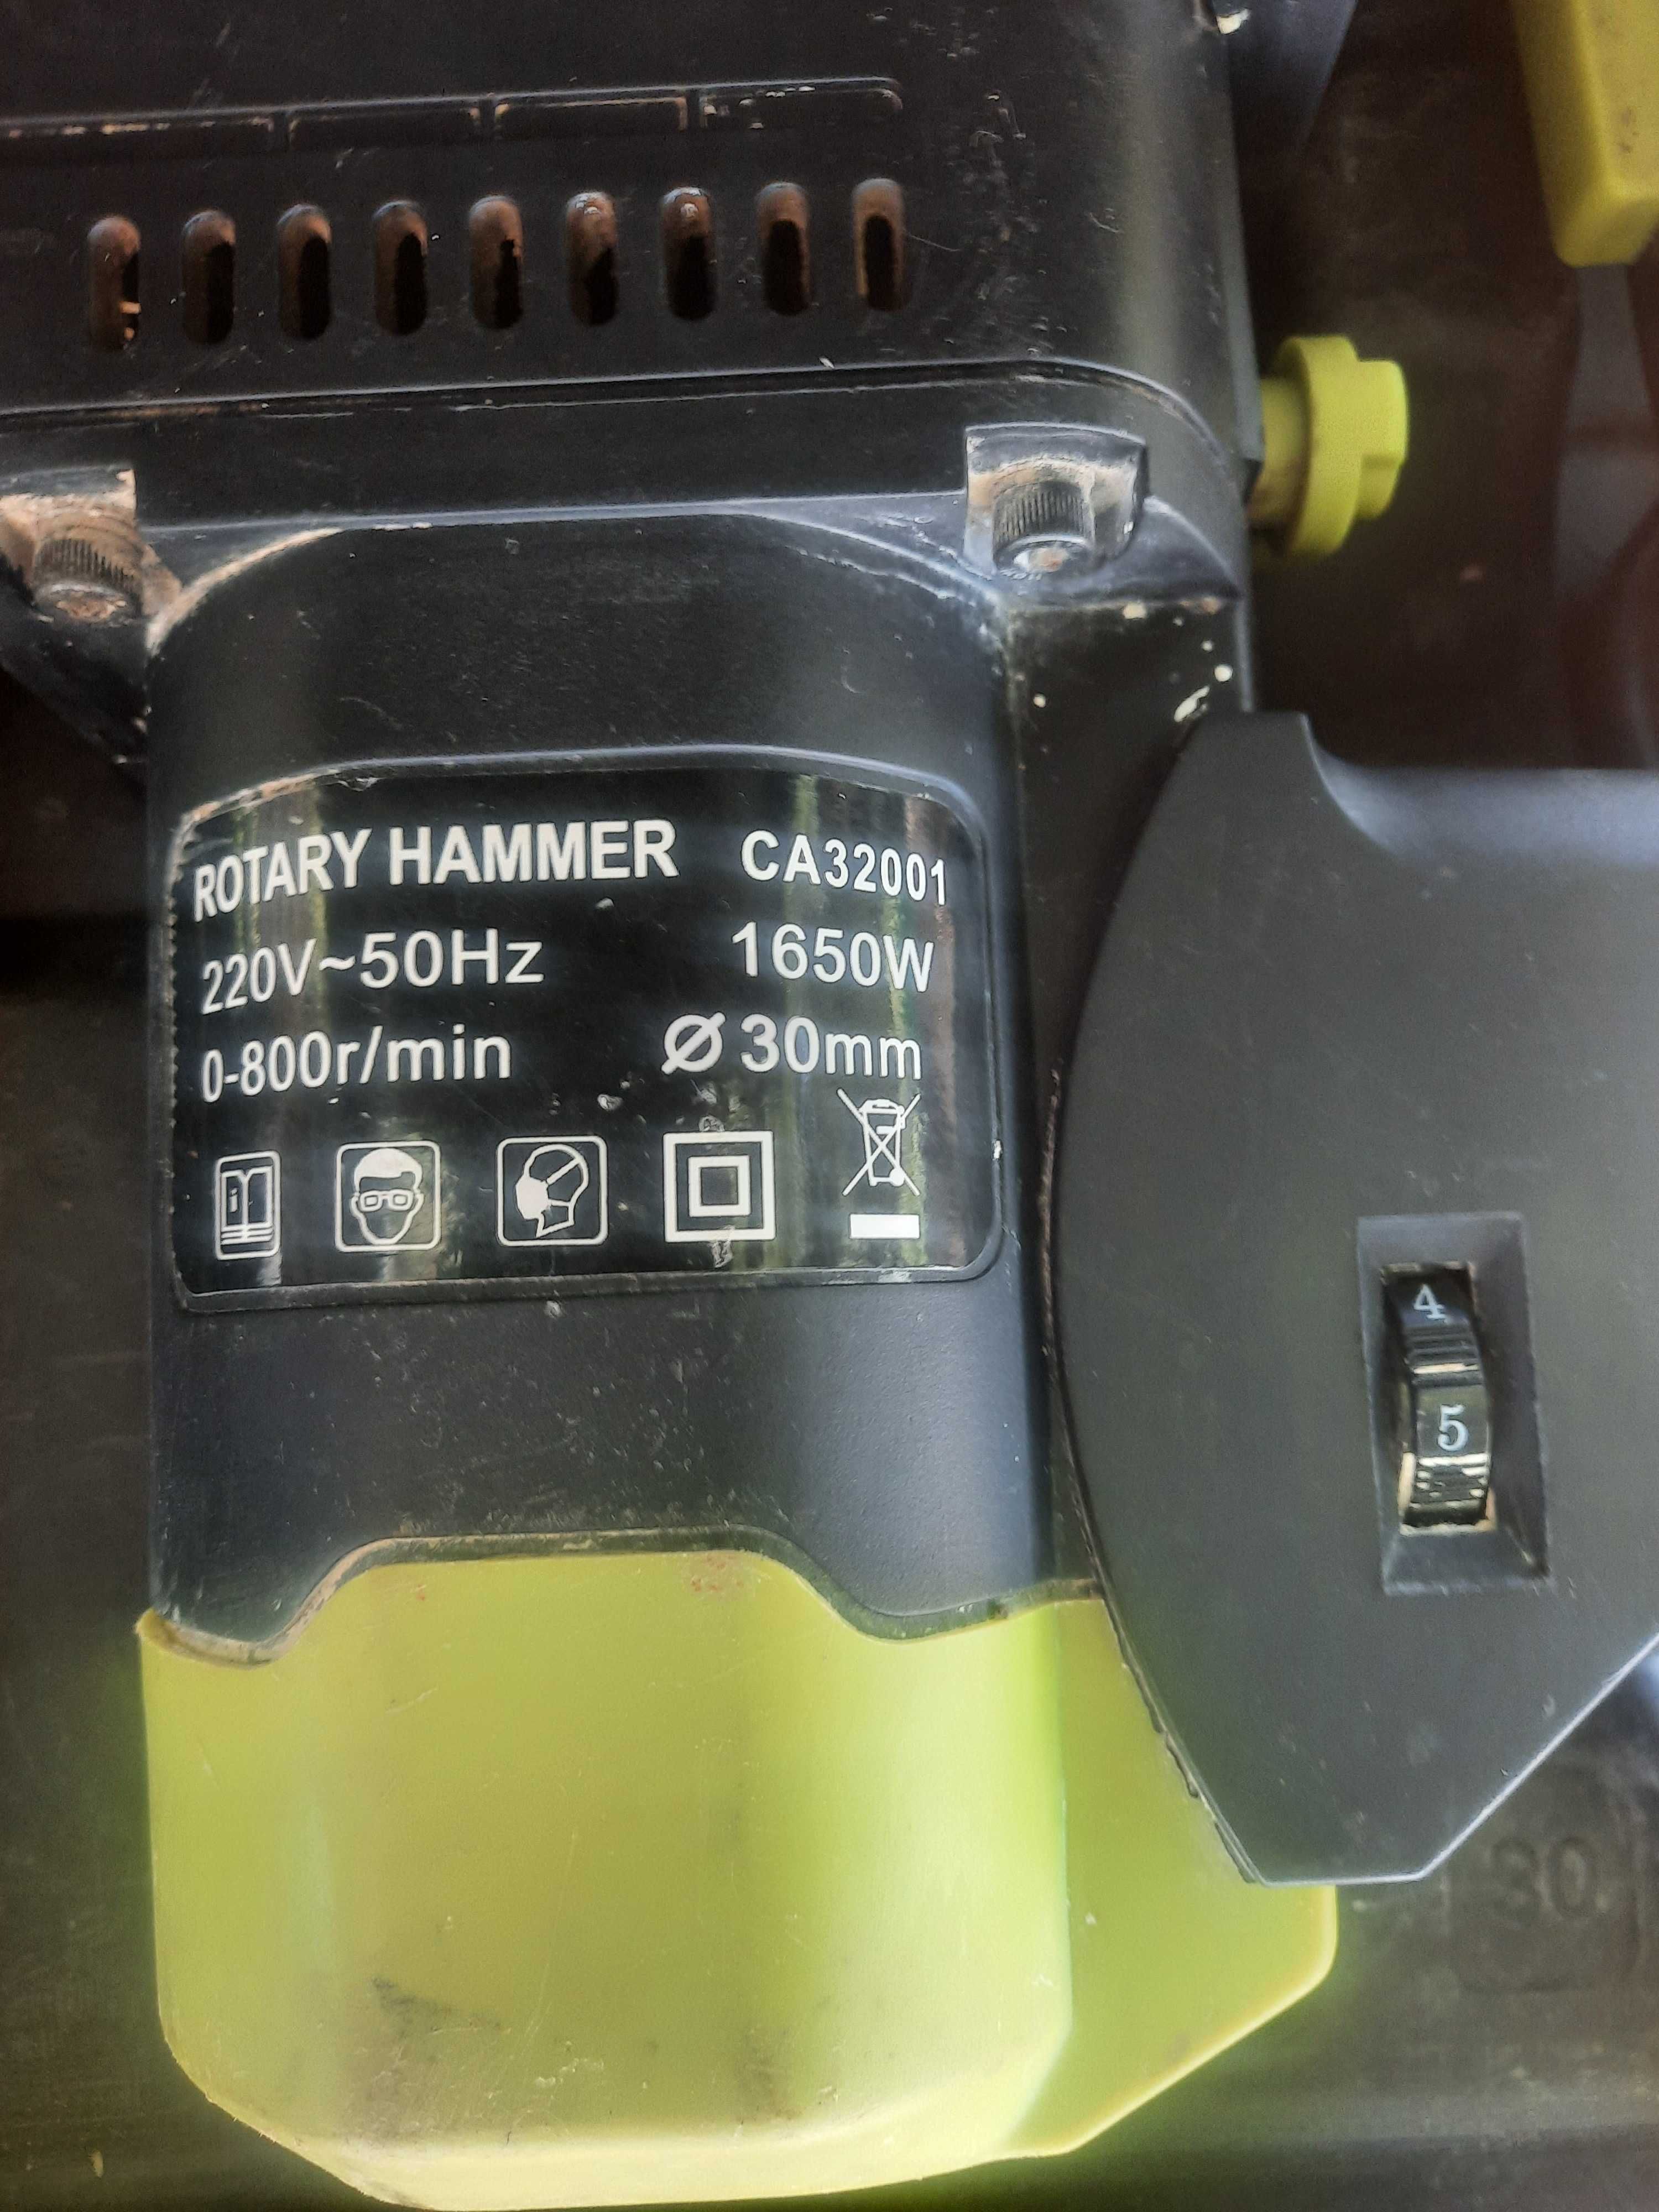 ROTARY HAMMER CA32001
220V~50Hz 1650W
0-800r/min Ø 30mm
i
4
5
30